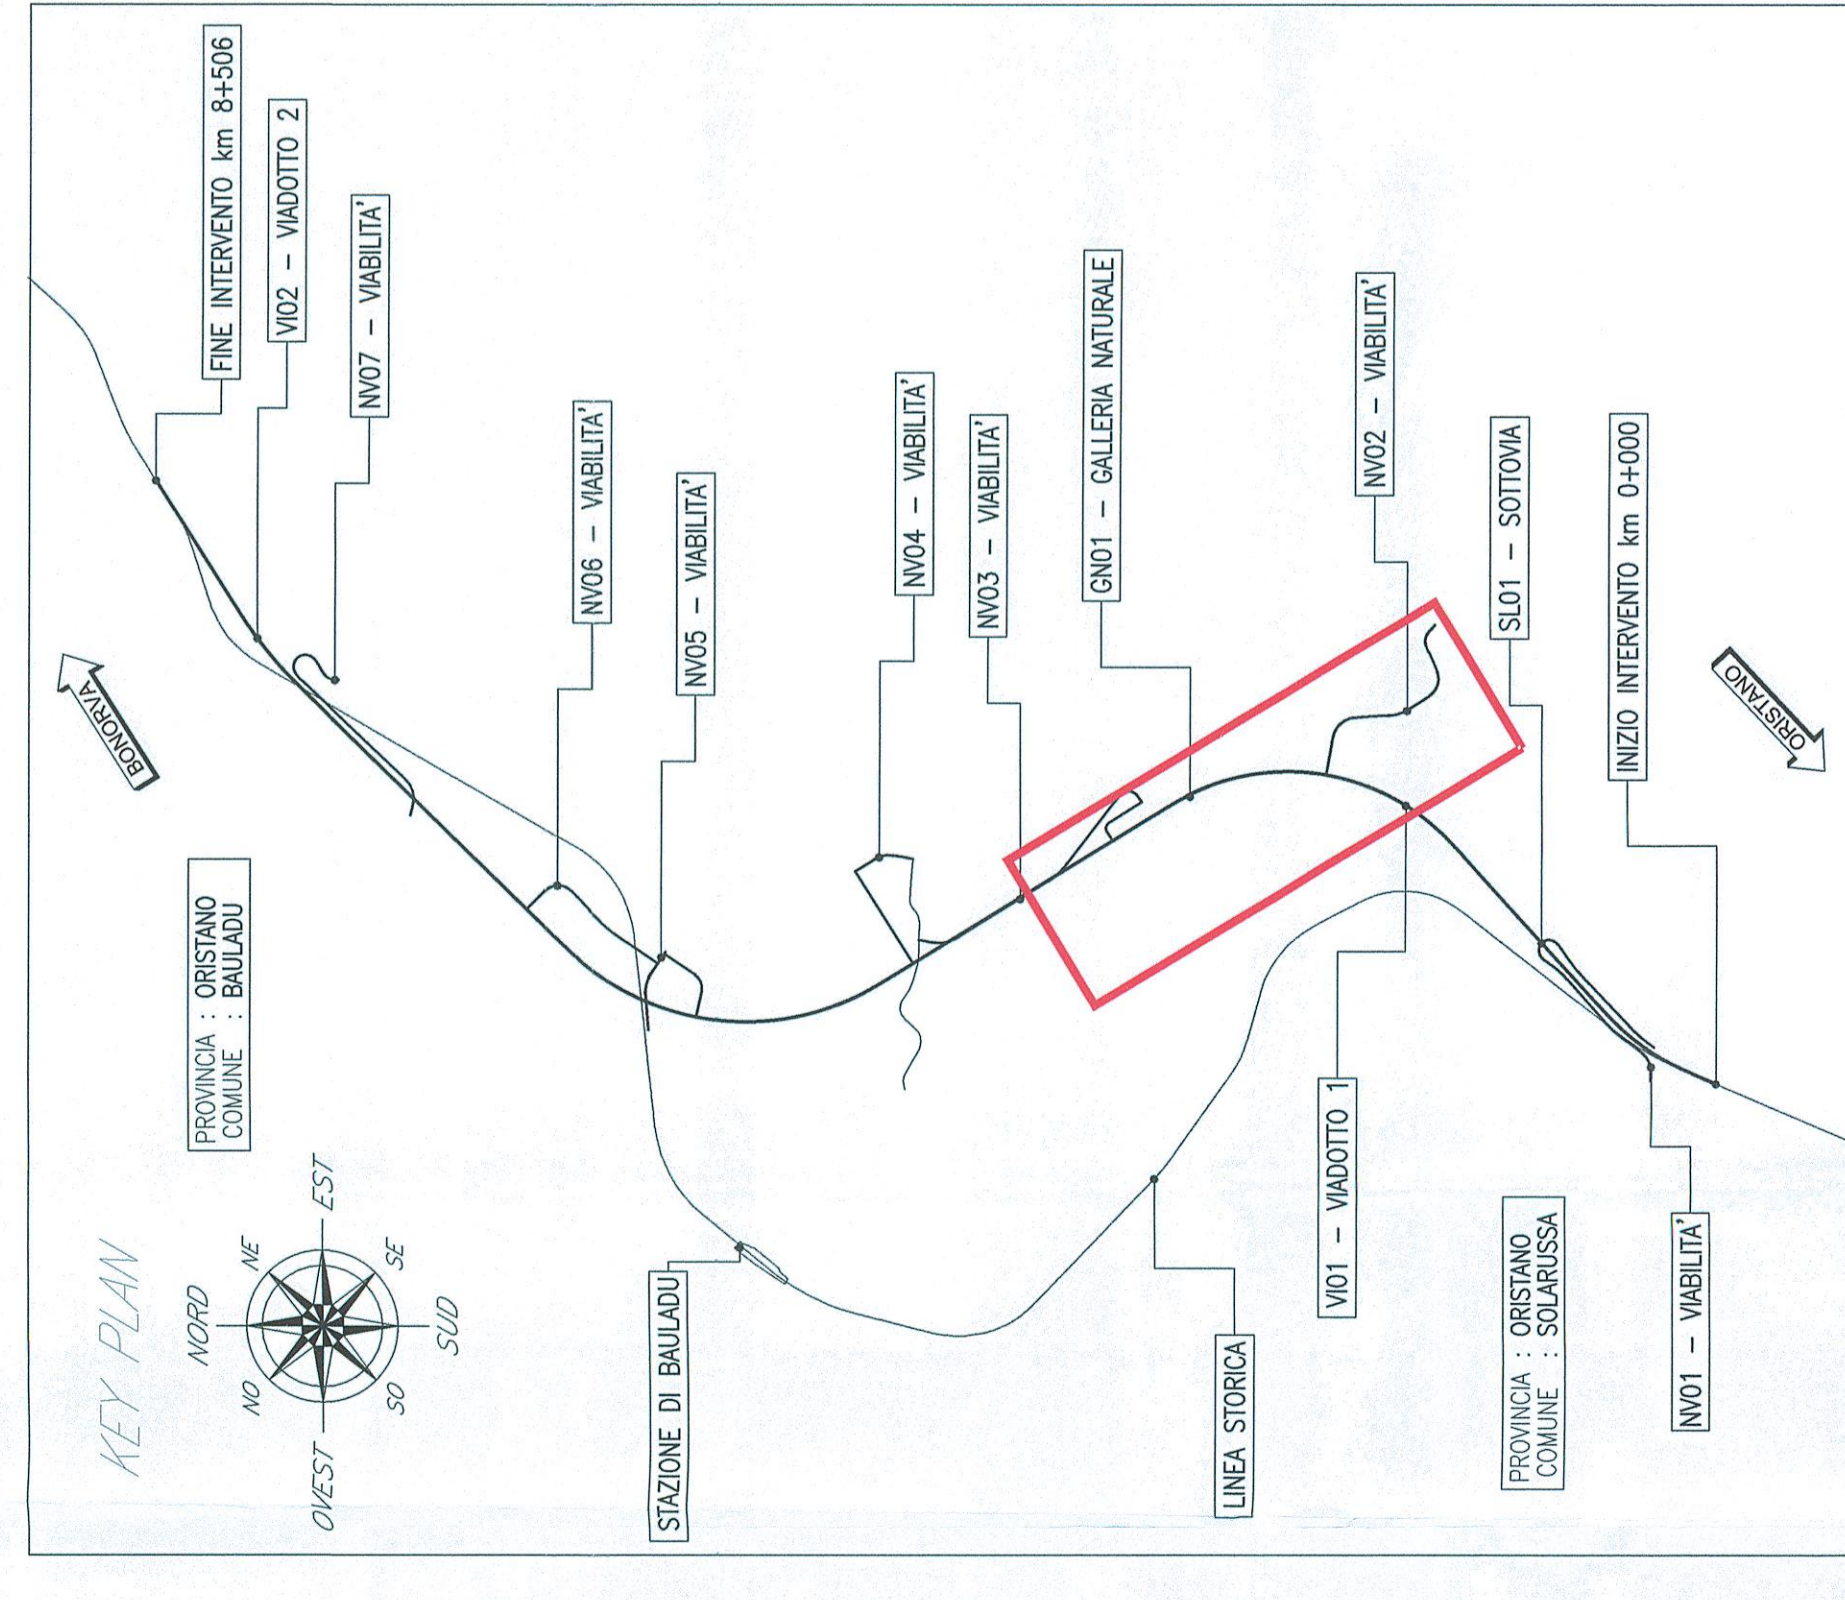 KEY PLAN
NORD
NE
EST
SE
SUD
SO
OVEST
NO
PROVINCIA : ORISTANO
COMUNE : BAULADU
BONORVA
FINE INTERVENTO km 8+506
VI02 – VIADOTTO 2
NV07 – VIABILITA'
NV06 – VIABILITA'
NV05 – VIABILITA'
STAZIONE DI BAULADU
NV04 – VIABILITA'
NV03 – VIABILITA'
GN01 – GALLERIA NATURALE
LINEA STORICA
VI01 – VIADOTTO 1
NV02 – VIABILITA'
SL01 – SOTTOVIA
PROVINCIA : ORISTANO
COMUNE : SOLARUSSA
INIZIO INTERVENTO km 0+000
NV01 – VIABILITA'
ORISTANO